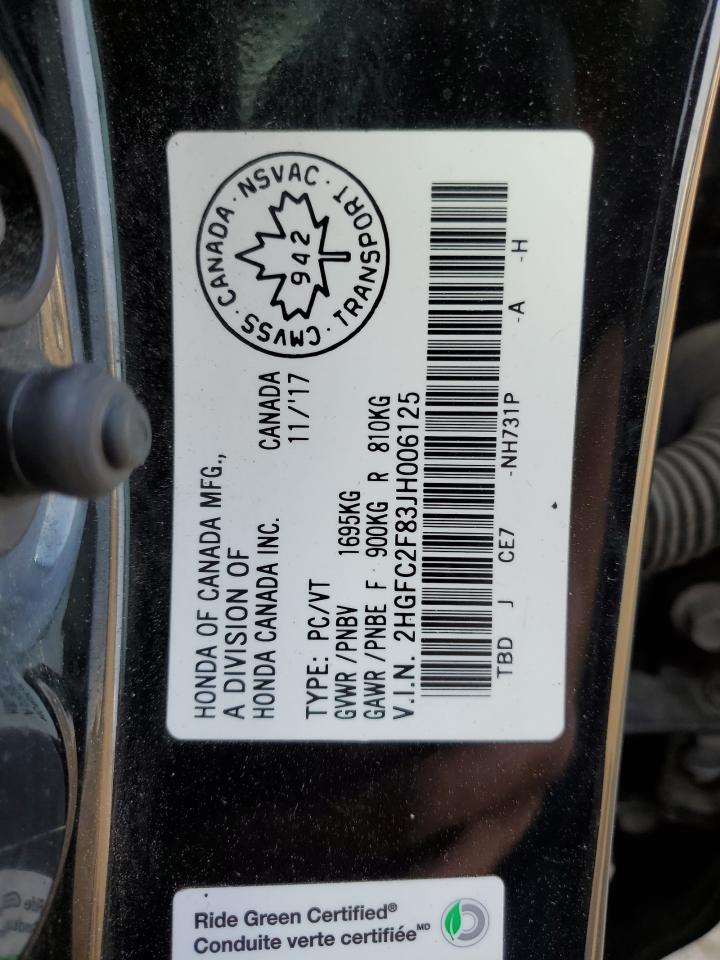 HONDA OF CANADA MFG.,
A DIVISION OF
HONDA CANADA INC.
CANADA
11/'17
CMVSS · CANADA · NSVAC · TRANSPORT
942
TYPE: PC/VT
GVWR /PNBV 1695KG
GAWR /PNBE F 900KG R 810KG
V.I.N. 2HGFC2F83JH006125
TBD J CE7 -NH731P -A -H
Ride Green Certified®
Conduite verte certifiée MD